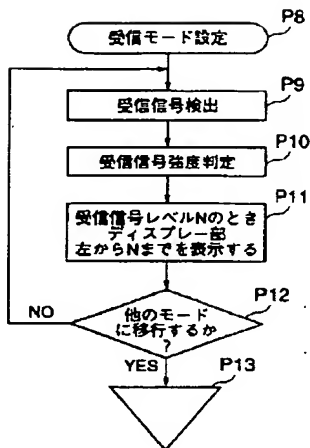 受信モード設定
P8
P9
受信信号検出
P10
受信信号強度判定
P11
受信信号レベルNのとき
ディスプレー部
左からNまでを表示する
P12
他のモード
に移行するか
?
NO
YES
P13